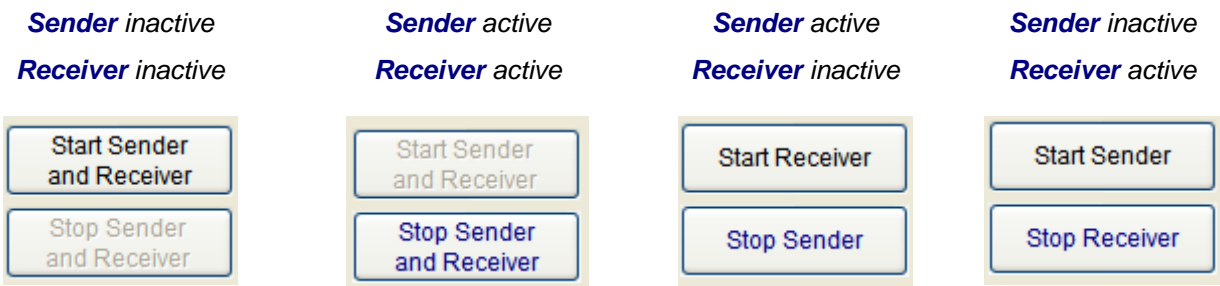 Sender inactive
Receiver inactive
Start Sender
and Receiver
Stop Sender
and Receiver
Sender active
Receiver active
Start Sender
and Receiver
Stop Sender
and Receiver
Sender active
Receiver inactive
Start Receiver
Stop Sender
Sender inactive
Receiver active
Start Sender
Stop Receiver